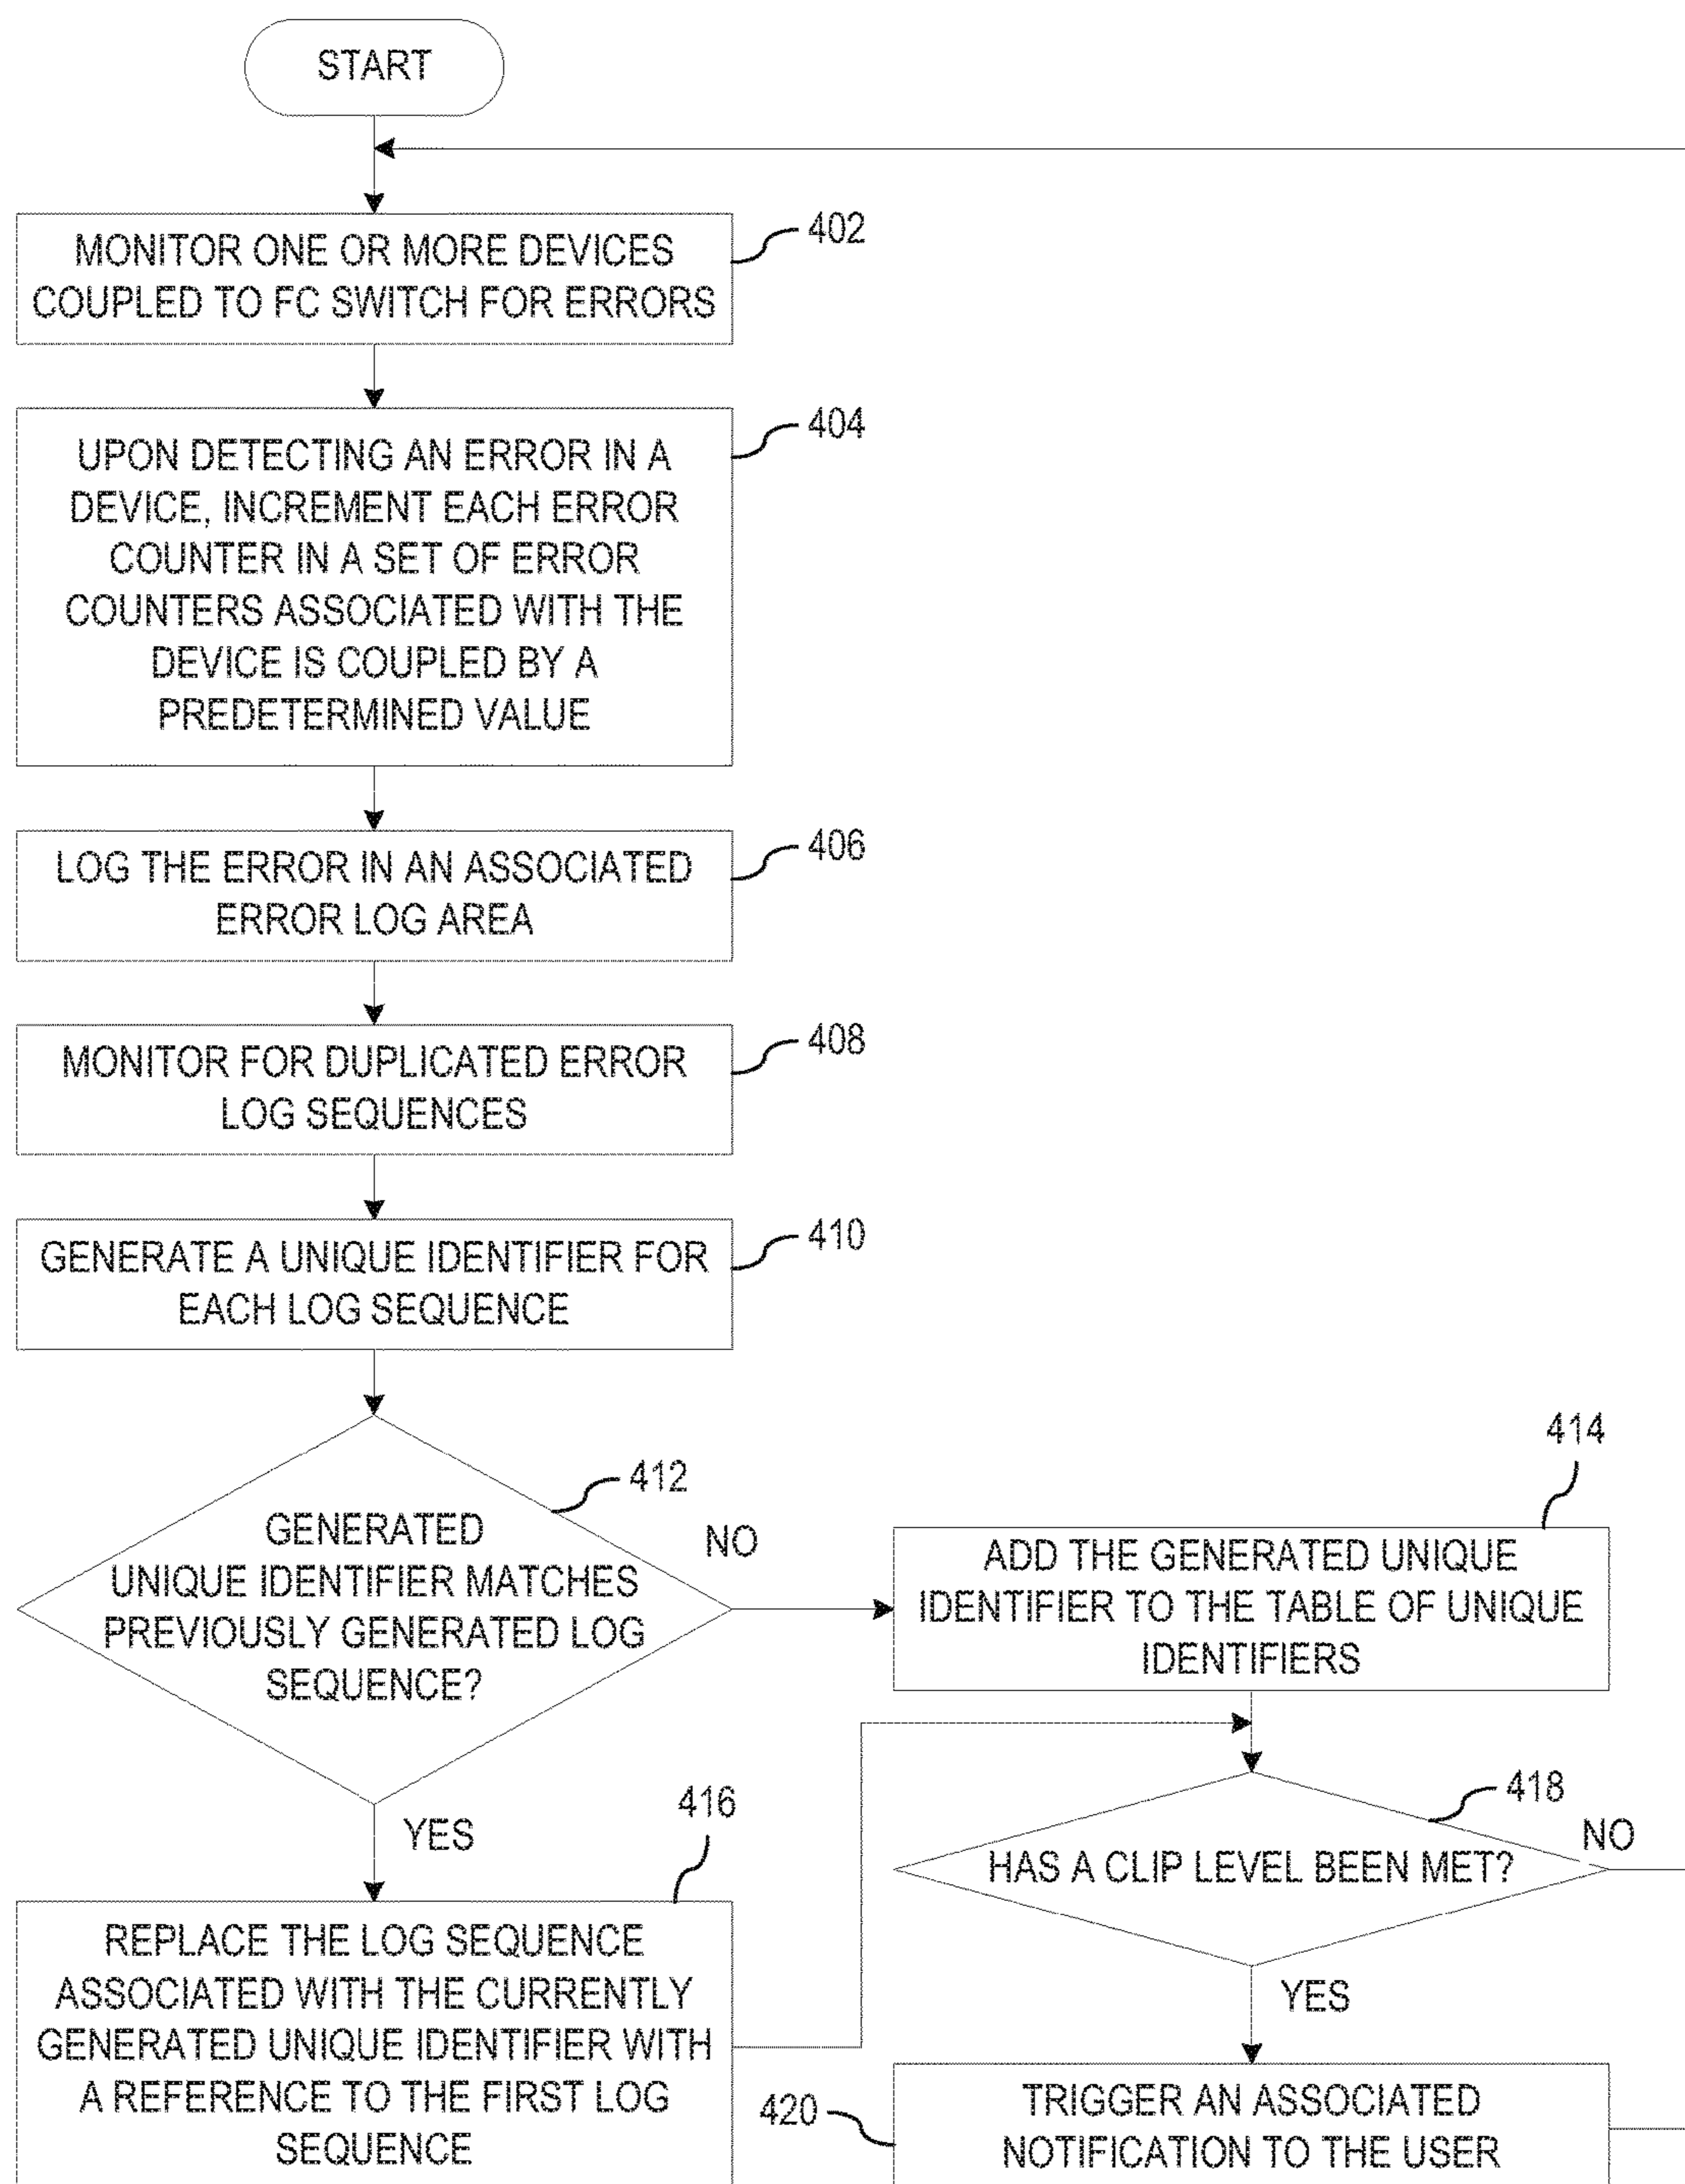 START
MONITOR ONE OR MORE DEVICES
COUPLED TO FC SWITCH FOR ERRORS
402
UPON DETECTING AN ERROR IN A
DEVICE, INCREMENT EACH ERROR
COUNTER IN A SET OF ERROR
COUNTERS ASSOCIATED WITH THE
DEVICE IS COUPLED BY A
PREDETERMINED VALUE
404
LOG THE ERROR IN AN ASSOCIATED
ERROR LOG AREA
406
MONITOR FOR DUPLICATED ERROR
LOG SEQUENCES
408
GENERATE A UNIQUE IDENTIFIER FOR
EACH LOG SEQUENCE
410
GENERATED
UNIQUE IDENTIFIER MATCHES
PREVIOUSLY GENERATED LOG
SEQUENCE?
412
NO
414
ADD THE GENERATED UNIQUE
IDENTIFIER TO THE TABLE OF UNIQUE
IDENTIFIERS
YES
416
REPLACE THE LOG SEQUENCE
ASSOCIATED WITH THE CURRENTLY
GENERATED UNIQUE IDENTIFIER WITH
A REFERENCE TO THE FIRST LOG
SEQUENCE
418
HAS A CLIP LEVEL BEEN MET?
NO
YES
420
TRIGGER AN ASSOCIATED
NOTIFICATION TO THE USER